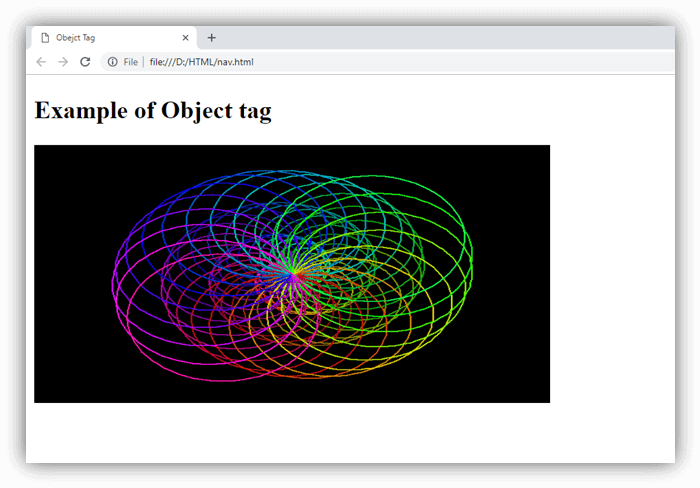 Obejct Tag
File | file:///D:/HTML/nav.html
Example of Object tag